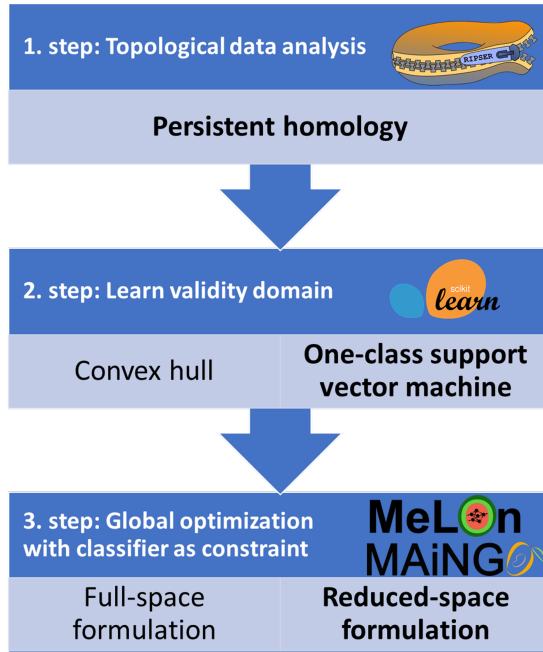 1. step: Topological data analysis
RIPSER
Persistent homology
2. step: Learn validity domain
scikit
learn
Convex hull
One-class support
vector machine
3. step: Global optimization
with classifier as constraint
MeLOn
MAiNGO
Full-space
formulation
Reduced-space
formulation